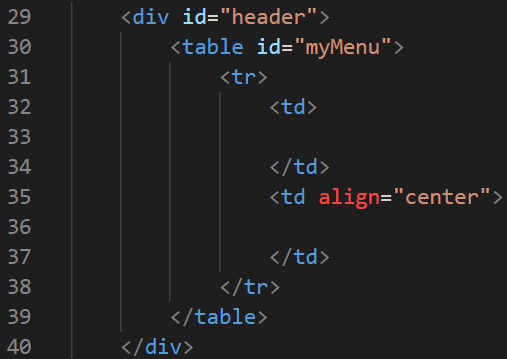 29 <div id="header">
30 <table id="myMenu">
31 <tr>
32 <td>
33
34 </td>
35 <td align="center">
36
37 </td>
38 </tr>
39 </table>
40 </div>